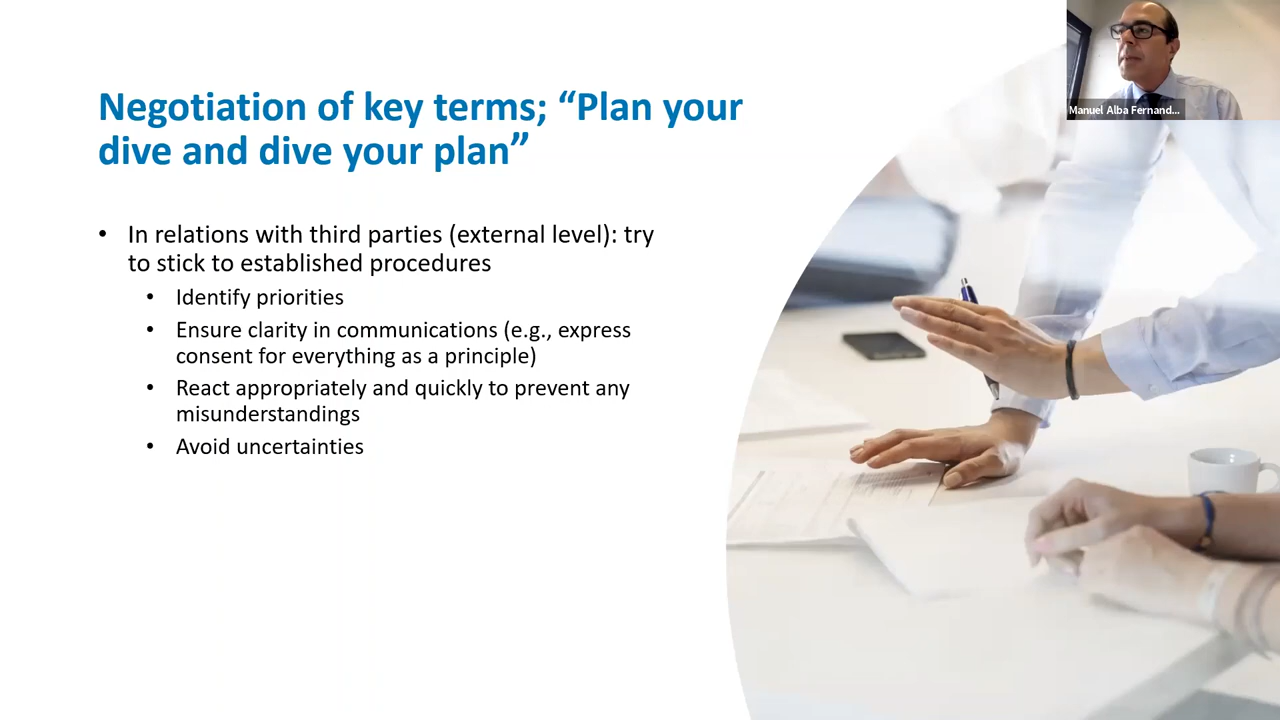 Negotiation of key terms; “Plan your
dive and dive your plan”
• In relations with third parties (external level): try
to stick to established procedures
• Identify priorities
• Ensure clarity in communications (e.g., express
consent for everything as a principle)
• React appropriately and quickly to prevent any
misunderstandings
• Avoid uncertainties
Manuel Alba Fernand...